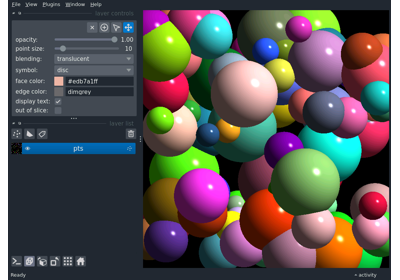 File View Plugins Window Help
layer controls
opacity: 1.00
point size: 10
blending: translucent
symbol: disc
face color: #edb7a1ff
edge color: dimgrey
display text:
out of slice:
layer list
pts
Ready
activity